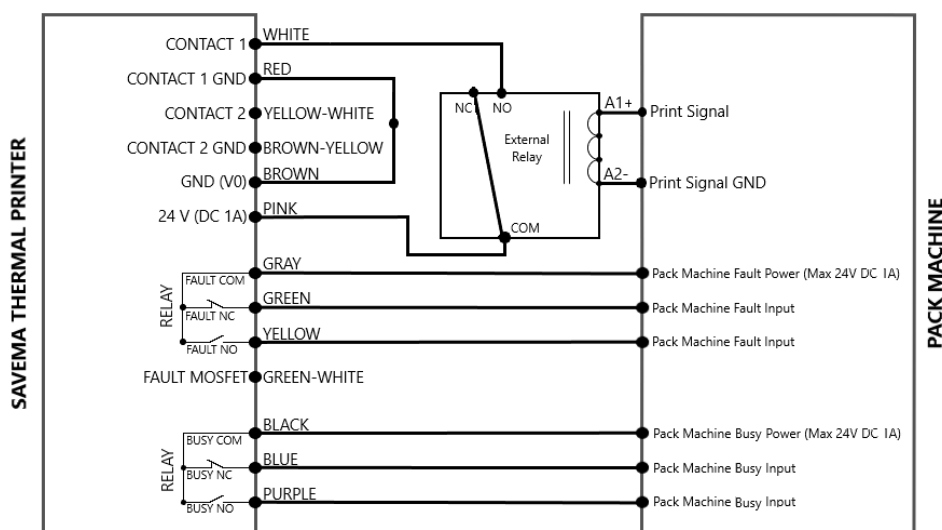 SAVEMA THERMAL PRINTER
CONTACT 1 WHITE
CONTACT 1 GND RED
CONTACT 2 YELLOW-WHITE
CONTACT 2 GND BROWN-YELLOW
GND (V0) BROWN
24 V (DC 1A) PINK
NC NO
External
Relay
COM
A1+ Print Signal
A2- Print Signal GND
RELAY
FAULT COM GRAY Pack Machine Fault Power (Max 24V DC 1A)
FAULT NC GREEN Pack Machine Fault Input
FAULT NO YELLOW Pack Machine Fault Input
FAULT MOSFET GREEN-WHITE
RELAY
BUSY COM BLACK Pack Machine Busy Power (Max 24V DC 1A)
BUSY NC BLUE Pack Machine Busy Input
BUSY NO PURPLE Pack Machine Busy Input
PACK MACHINE